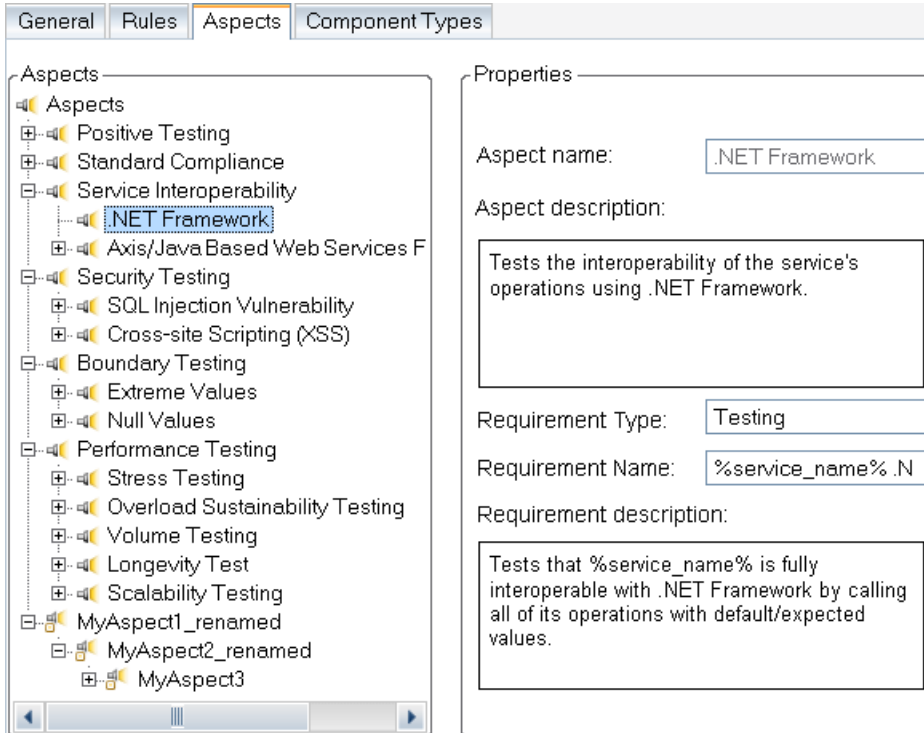 General Rules Aspects Component Types
Aspects
Aspects
Positive Testing
Standard Compliance
Service Interoperability
.NET Framework
Axis/Java Based Web Services F
Security Testing
SQL Injection Vulnerability
Cross-site Scripting (XSS)
Boundary Testing
Extreme Values
Null Values
Performance Testing
Stress Testing
Overload Sustainability Testing
Volume Testing
Longevity Test
Scalability Testing
MyAspect1_renamed
MyAspect2_renamed
MyAspect3
Properties
Aspect name: .NET Framework
Aspect description:
Tests the interoperability of the service's
operations using .NET Framework.
Requirement Type: Testing
Requirement Name: %service_name% .N
Requirement description:
Tests that %service_name% is fully
interoperable with .NET Framework by calling
all of its operations with default/expected
values.